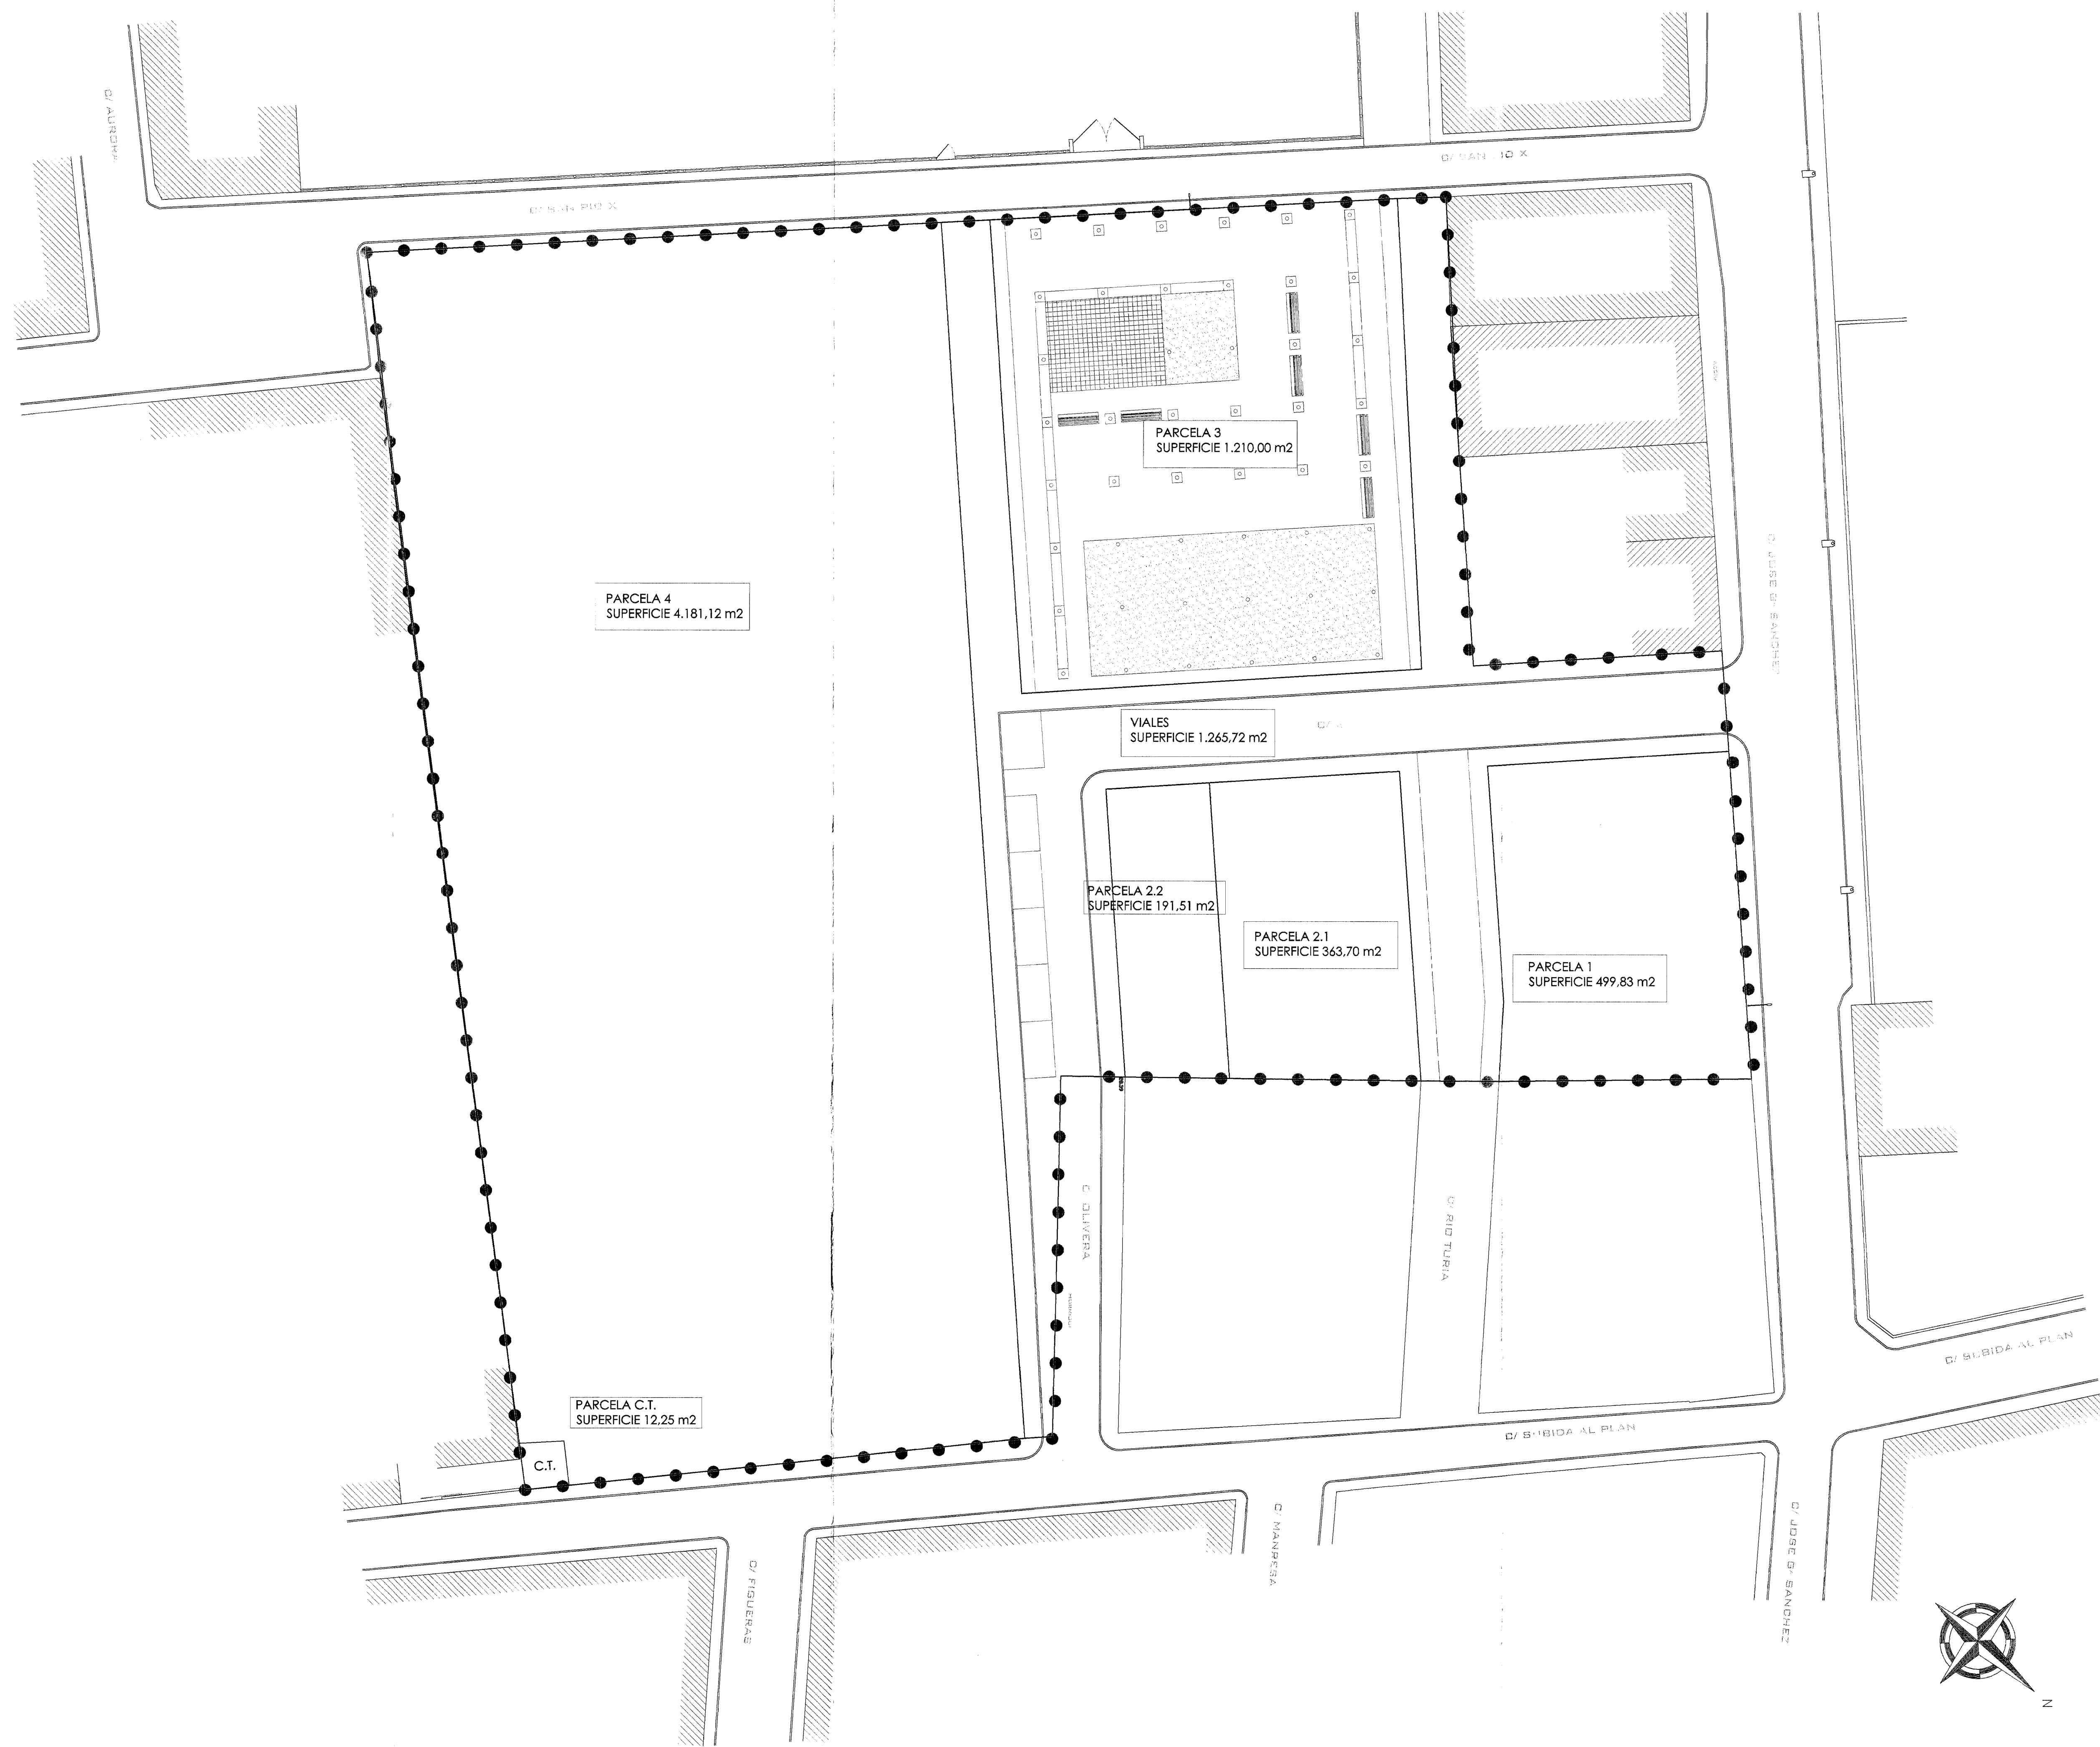 C/ AURORA
C/ SAN PIO X
C/ SAN PIO X
PARCELA 3
SUPERFICIE 1.210,00 m2
C/ JOSE Gª SANCHEZ
PARCELA 4
SUPERFICIE 4.181,12 m2
VIALES
SUPERFICIE 1.265,72 m2
C/
PARCELA 2.2
SUPERFICIE 191,51 m2
PARCELA 2.1
SUPERFICIE 363,70 m2
PARCELA 1
SUPERFICIE 499,83 m2
C/ OLIVERA
C/ RIO TURIA
C/ SUBIDA AL PLAN
PARCELA C.T.
SUPERFICIE 12,25 m2
C/ SUBIDA AL PLAN
C.T.
C/ FIGUERAS
C/ MANRESA
C/ JOSE Gª SANCHEZ
N